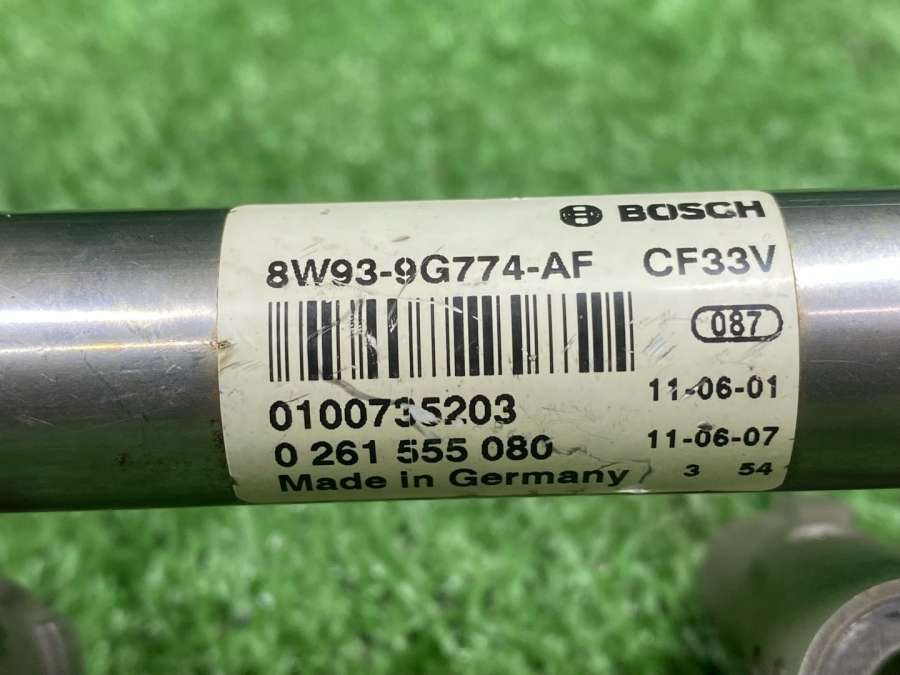 BOSCH
8W93-9G774-AF CF33V
087
0100735203 11-06-01
0 261 555 080 11-06-07
Made in Germany 3 54